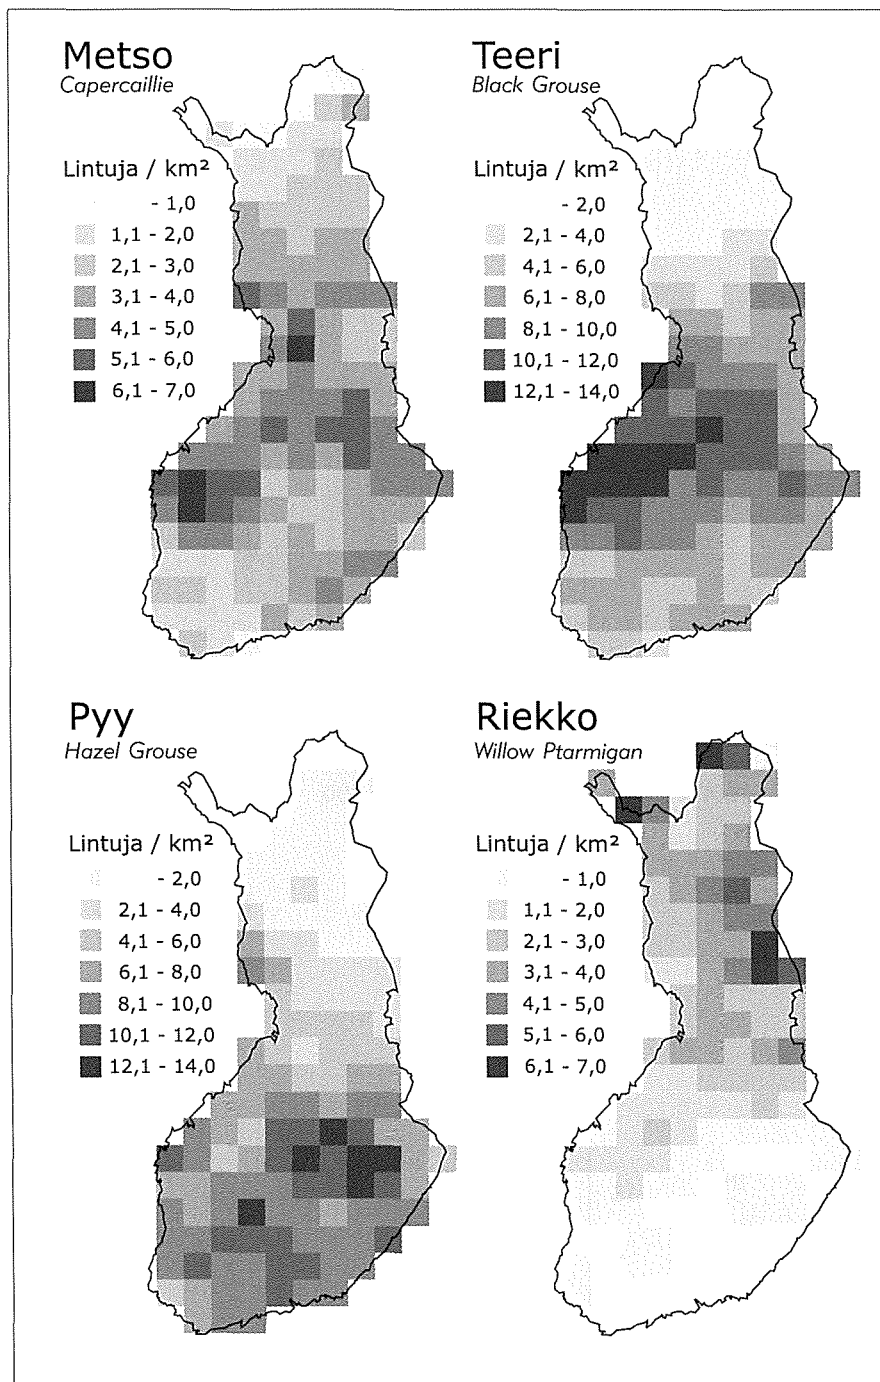 Metso
Capercaillie
Lintuja / km²
- 1,0
1,1 - 2,0
2,1 - 3,0
3,1 - 4,0
4,1 - 5,0
5,1 - 6,0
6,1 - 7,0
Teeri
Black Grouse
Lintuja / km²
- 2,0
2,1 - 4,0
4,1 - 6,0
6,1 - 8,0
8,1 - 10,0
10,1 - 12,0
12,1 - 14,0
Pyy
Hazel Grouse
Lintuja / km²
- 2,0
2,1 - 4,0
4,1 - 6,0
6,1 - 8,0
8,1 - 10,0
10,1 - 12,0
12,1 - 14,0
Riekko
Willow Ptarmigan
Lintuja / km²
- 1,0
1,1 - 2,0
2,1 - 3,0
3,1 - 4,0
4,1 - 5,0
5,1 - 6,0
6,1 - 7,0